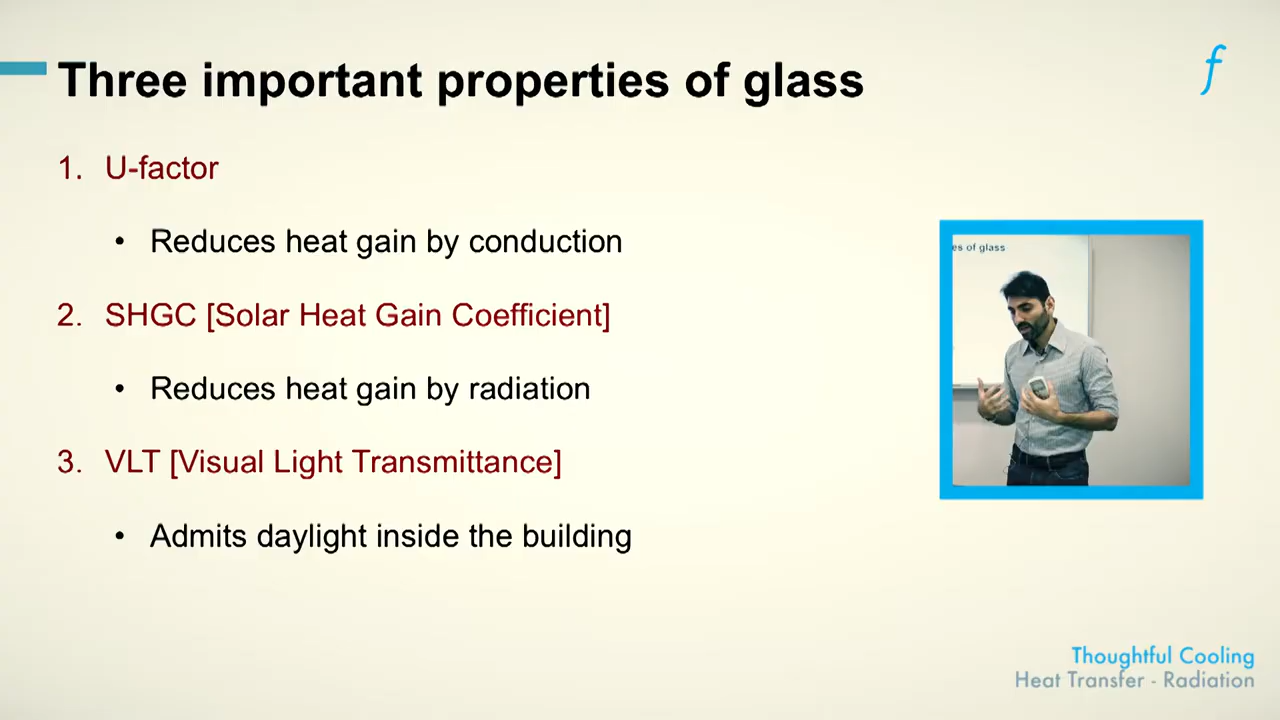 Three important properties of glass
f
1. U-factor
• Reduces heat gain by conduction
2. SHGC [Solar Heat Gain Coefficient]
• Reduces heat gain by radiation
3. VLT [Visual Light Transmittance]
• Admits daylight inside the building
es of glass
Thoughtful Cooling
Heat Transfer - Radiation